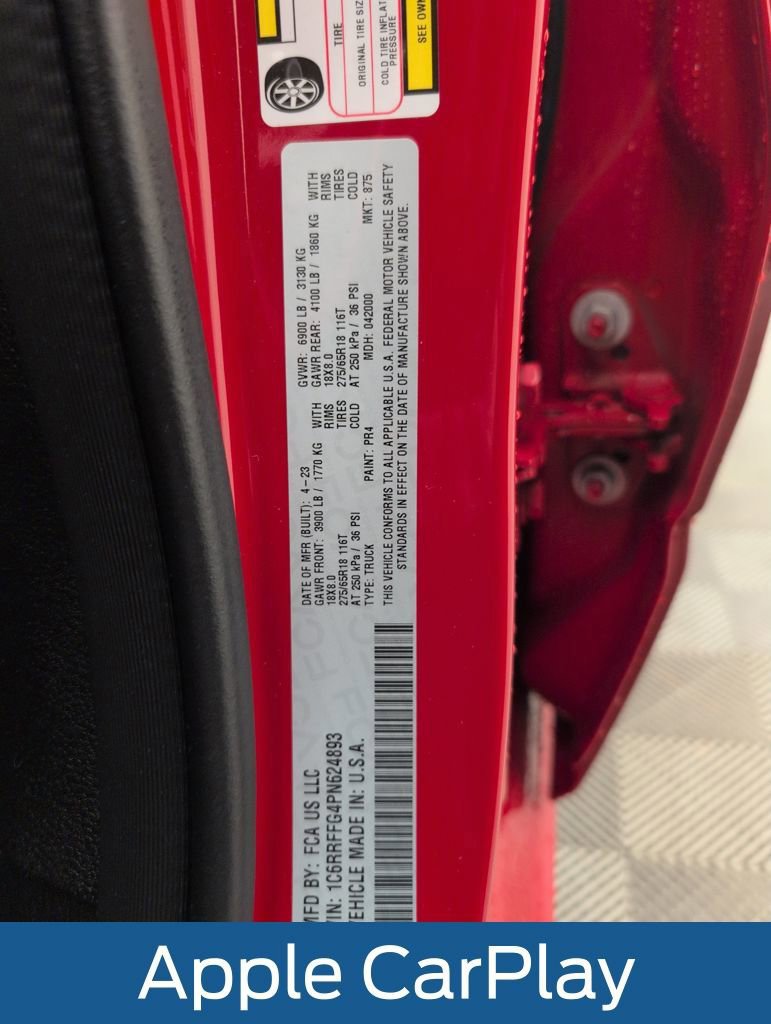 TIRE
ORIGINAL TIRE SIZ
COLD TIRE INFLAT
PRESSURE
SEE OWN
MFD BY: FCA US LLC
VIN: 1C6RRFFG4PN624893
VEHICLE MADE IN: U.S.A.
DATE OF MFR (BUILT): 4-23 GVWR: 6900 LB / 3130 KG
GAWR FRONT: 3900 LB / 1770 KG WITH GAWR REAR: 4100 LB / 1860 KG WITH
18X8.0 RIMS 18X8.0 RIMS
275/65R18 116T TIRES 275/65R18 116T TIRES
AT 250 kPa / 36 PSI COLD AT 250 kPa / 36 PSI COLD
TYPE: TRUCK PAINT: PR4 MDH: 042000 MKT: 875
THIS VEHICLE CONFORMS TO ALL APPLICABLE U.S.A. FEDERAL MOTOR VEHICLE SAFETY
STANDARDS IN EFFECT ON THE DATE OF MANUFACTURE SHOWN ABOVE.
Apple CarPlay